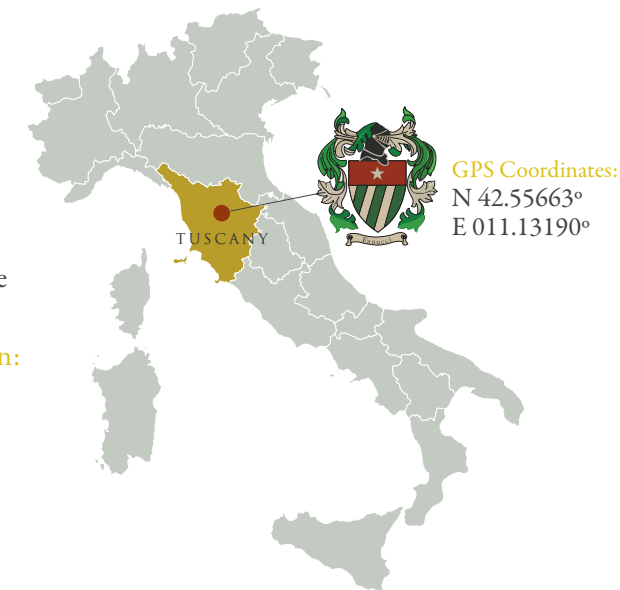 GPS Coordinates:
N 42.55663º
E 011.13190º
TUSCANY
e
n: